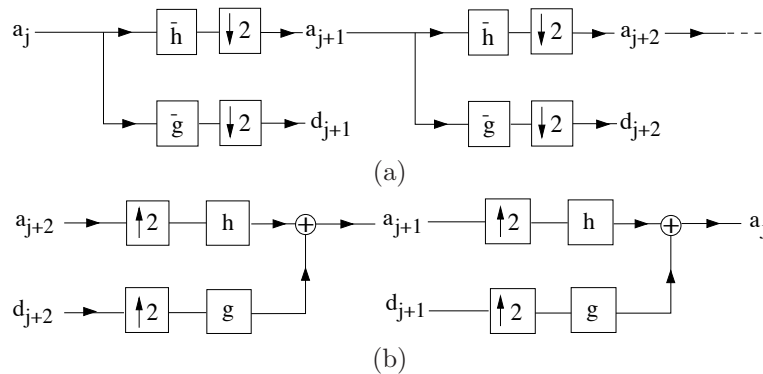 a_j h̄ ↓2 a_{j+1} h̄ ↓2 a_{j+2}
ḡ ↓2 d_{j+1} ḡ ↓2 d_{j+2}
(a)
a_{j+2} ↑2 h + a_{j+1} ↑2 h + a_j
d_{j+2} ↑2 g d_{j+1} ↑2 g
(b)